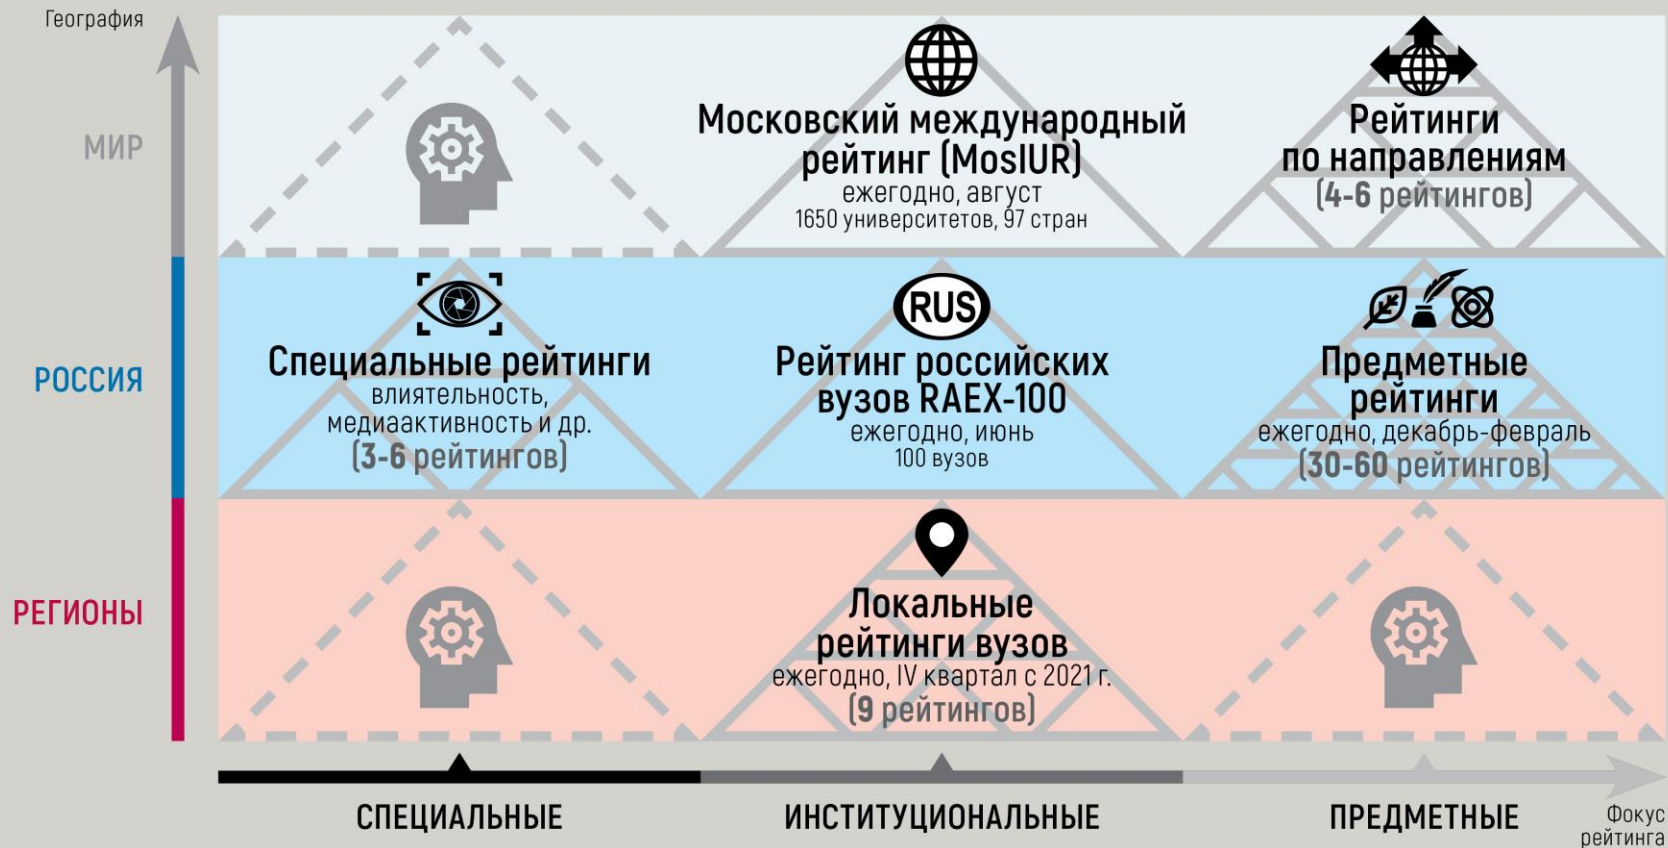 География
МИР
Московский международный
рейтинг (MosIUR)
ежегодно, август
1650 университетов, 97 стран
Рейтинги
по направлениям
(4-6 рейтингов)
РОССИЯ
Специальные рейтинги
влиятельность,
медиаактивность и др.
(3-6 рейтингов)
RUS
Рейтинг российских
вузов RAEX-100
ежегодно, июнь
100 вузов
Предметные
рейтинги
ежегодно, декабрь-февраль
(30-60 рейтингов)
РЕГИОНЫ
Локальные
рейтинги вузов
ежегодно, IV квартал с 2021 г.
(9 рейтингов)
СПЕЦИАЛЬНЫЕ
ИНСТИТУЦИОНАЛЬНЫЕ
ПРЕДМЕТНЫЕ
Фокус
рейтинга